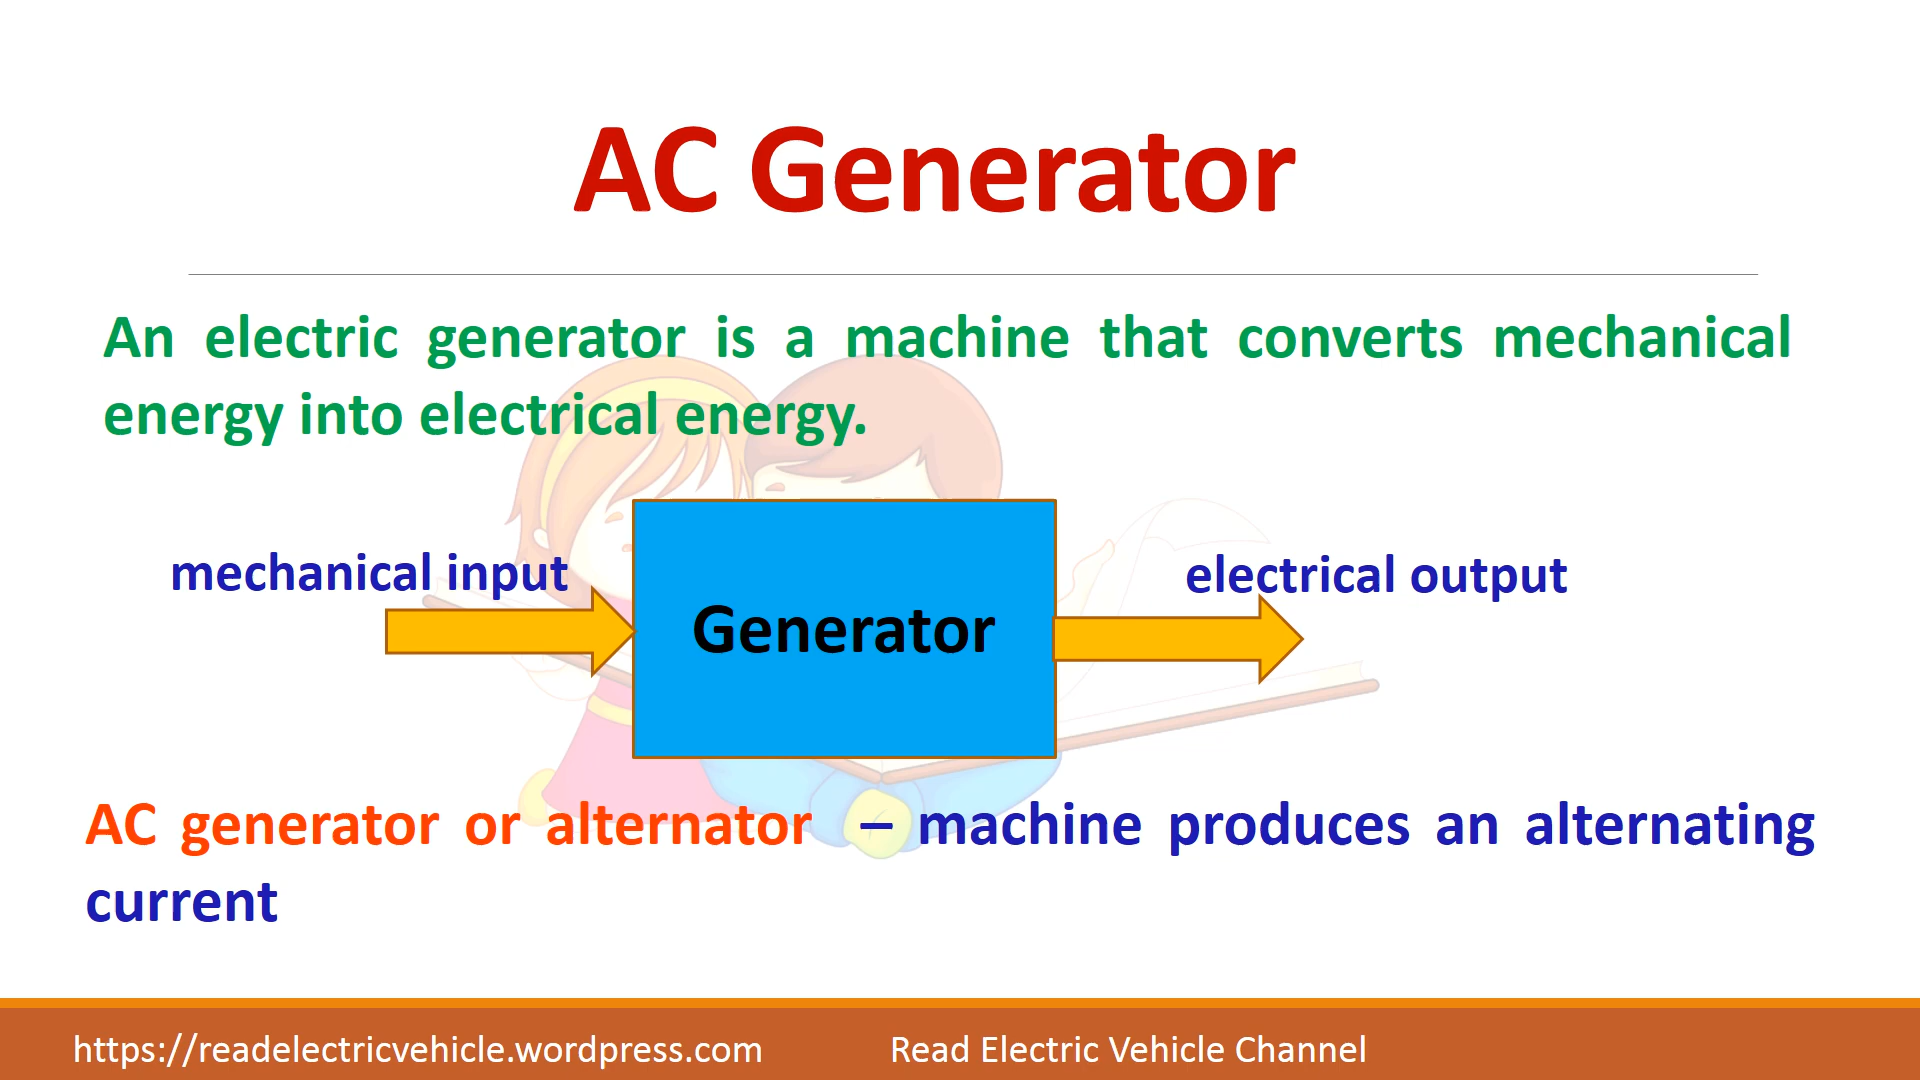 AC Generator
An electric generator is a machine that converts mechanical
energy into electrical energy.
mechanical input
electrical output
Generator
AC generator or alternator – machine produces an alternating
current
https://readelectricvehicle.wordpress.com
Read Electric Vehicle Channel